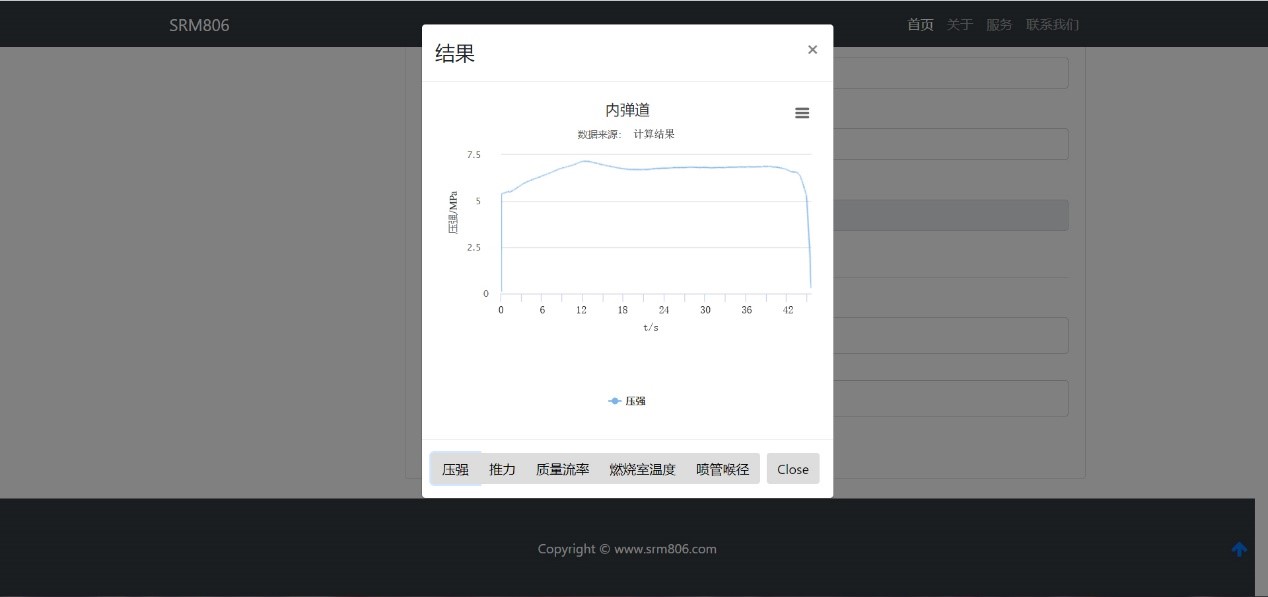 SRM806
首页 关于 服务 联系我们
结果
×
内弹道
数据来源: 计算结果
压强/MPa
7.5
5
2.5
0
0 6 12 18 24 30 36 42
t/s
压强
压强 推力 质量流率 燃烧室温度 喷管喉径 Close
Copyright © www.srm806.com